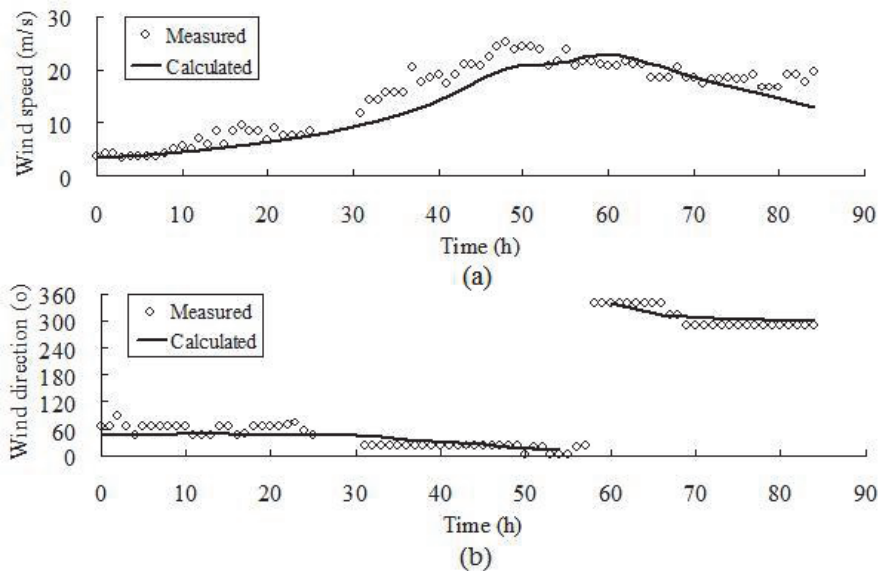 Wind speed (m/s)
40
30
20
10
0
Measured
Calculated
0 10 20 30 40 50 60 70 80 90
Time (h)
(a)
Wind direction (o)
360
300
240
180
120
60
0
Measured
Calculated
0 10 20 30 40 50 60 70 80 90
Time (h)
(b)